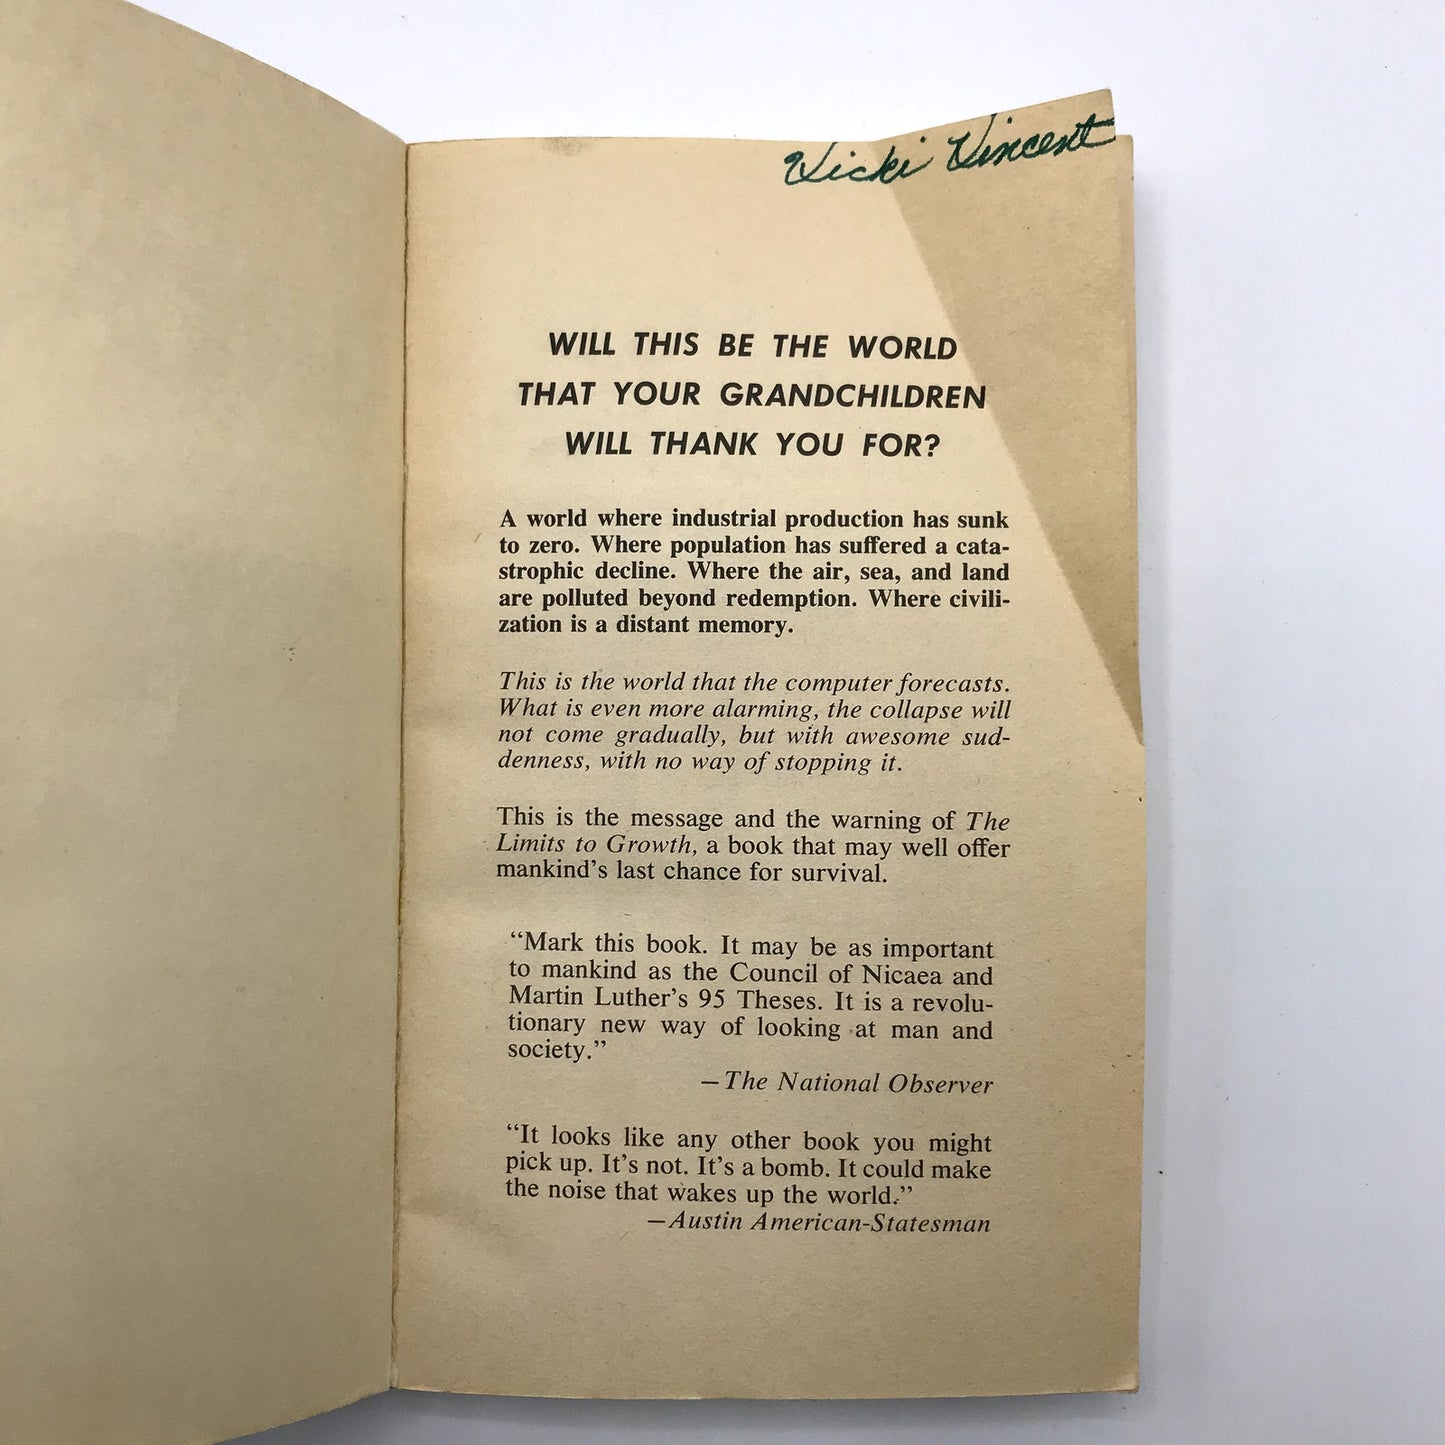 Vicki Vincent
WILL THIS BE THE WORLD
THAT YOUR GRANDCHILDREN
WILL THANK YOU FOR?
A world where industrial production has sunk
to zero. Where population has suffered a cata-
strophic decline. Where the air, sea, and land
are polluted beyond redemption. Where civili-
zation is a distant memory.
This is the world that the computer forecasts.
What is even more alarming, the collapse will
not come gradually, but with awesome sud-
denness, with no way of stopping it.
This is the message and the warning of The
Limits to Growth, a book that may well offer
mankind's last chance for survival.
"Mark this book. It may be as important
to mankind as the Council of Nicaea and
Martin Luther's 95 Theses. It is a revolu-
tionary new way of looking at man and
society."
—The National Observer
"It looks like any other book you might
pick up. It's not. It's a bomb. It could make
the noise that wakes up the world."
—Austin American-Statesman